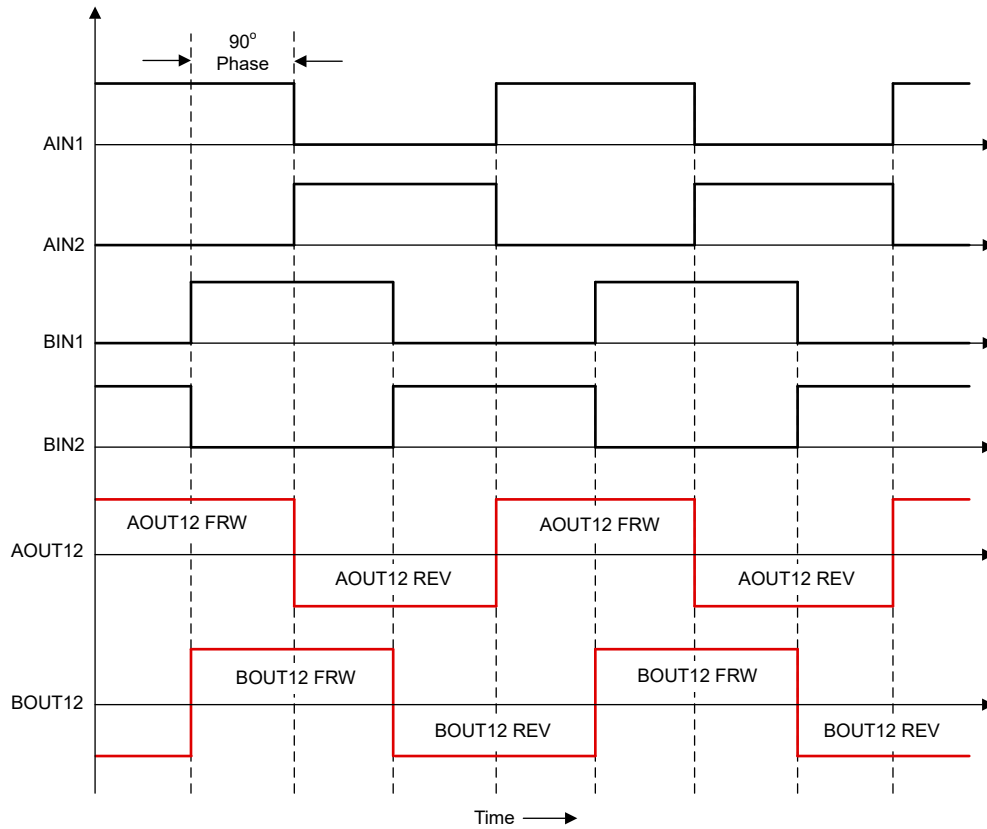 90°
Phase
AIN1
AIN2
BIN1
BIN2
AOUT12 FRW
AOUT12 FRW
AOUT12
AOUT12 REV
AOUT12 REV
BOUT12 FRW
BOUT12 FRW
BOUT12
BOUT12 REV
BOUT12 REV
Time